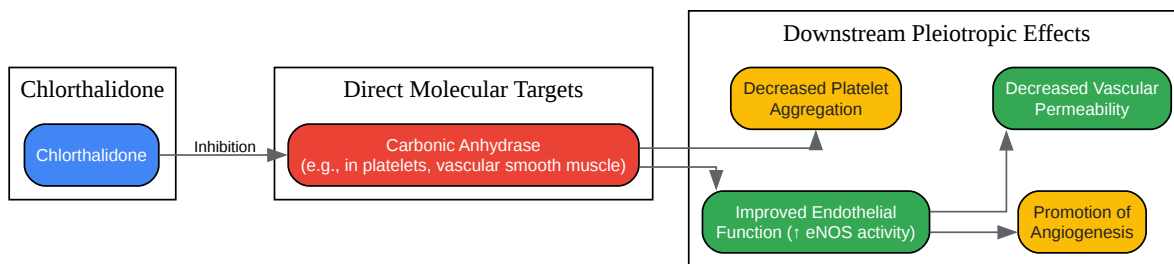 Chlorthalidone
Chlorthalidone
Inhibition
Direct Molecular Targets
Carbonic Anhydrase
(e.g., in platelets, vascular smooth muscle)
Downstream Pleiotropic Effects
Decreased Platelet
Aggregation
Decreased Vascular
Permeability
Improved Endothelial
Function (↑ eNOS activity)
Promotion of
Angiogenesis